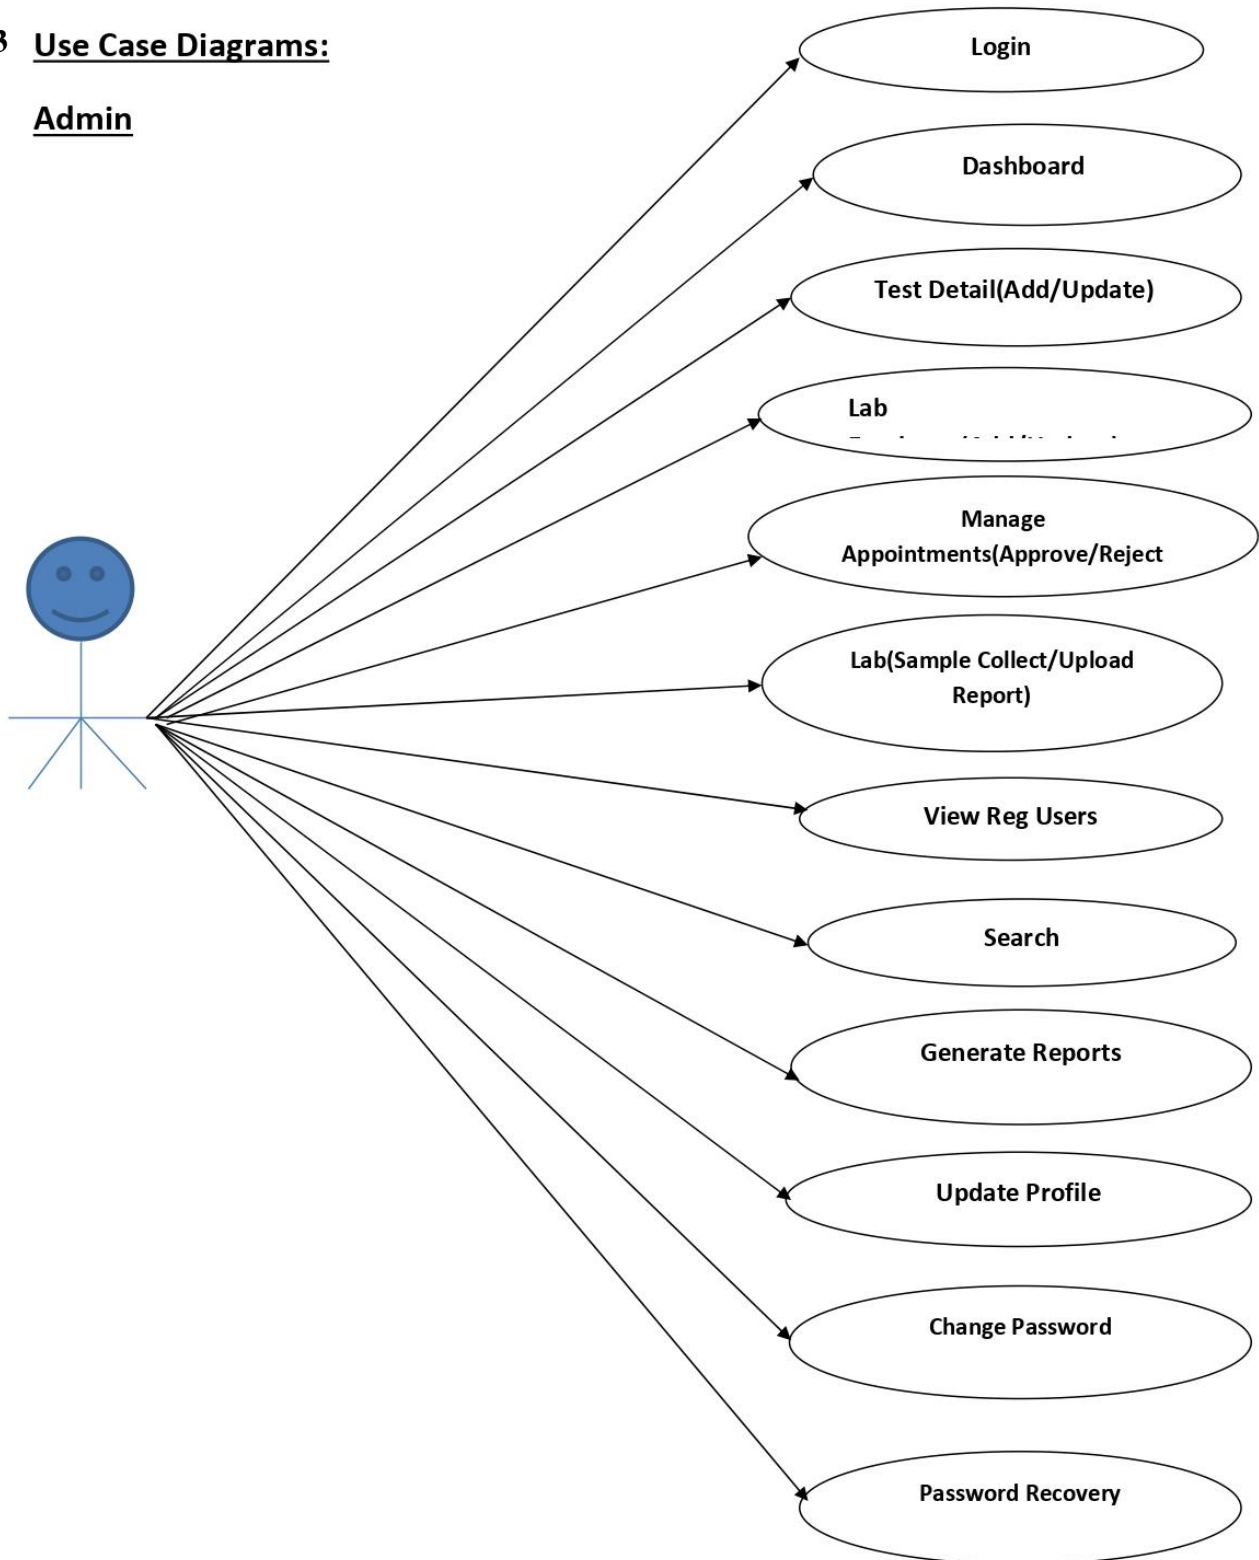 3 Use Case Diagrams:
Admin
Login
Dashboard
Test Detail(Add/Update)
Lab
Manage
Appointments(Approve/Reject
Lab(Sample Collect/Upload
Report)
View Reg Users
Search
Generate Reports
Update Profile
Change Password
Password Recovery